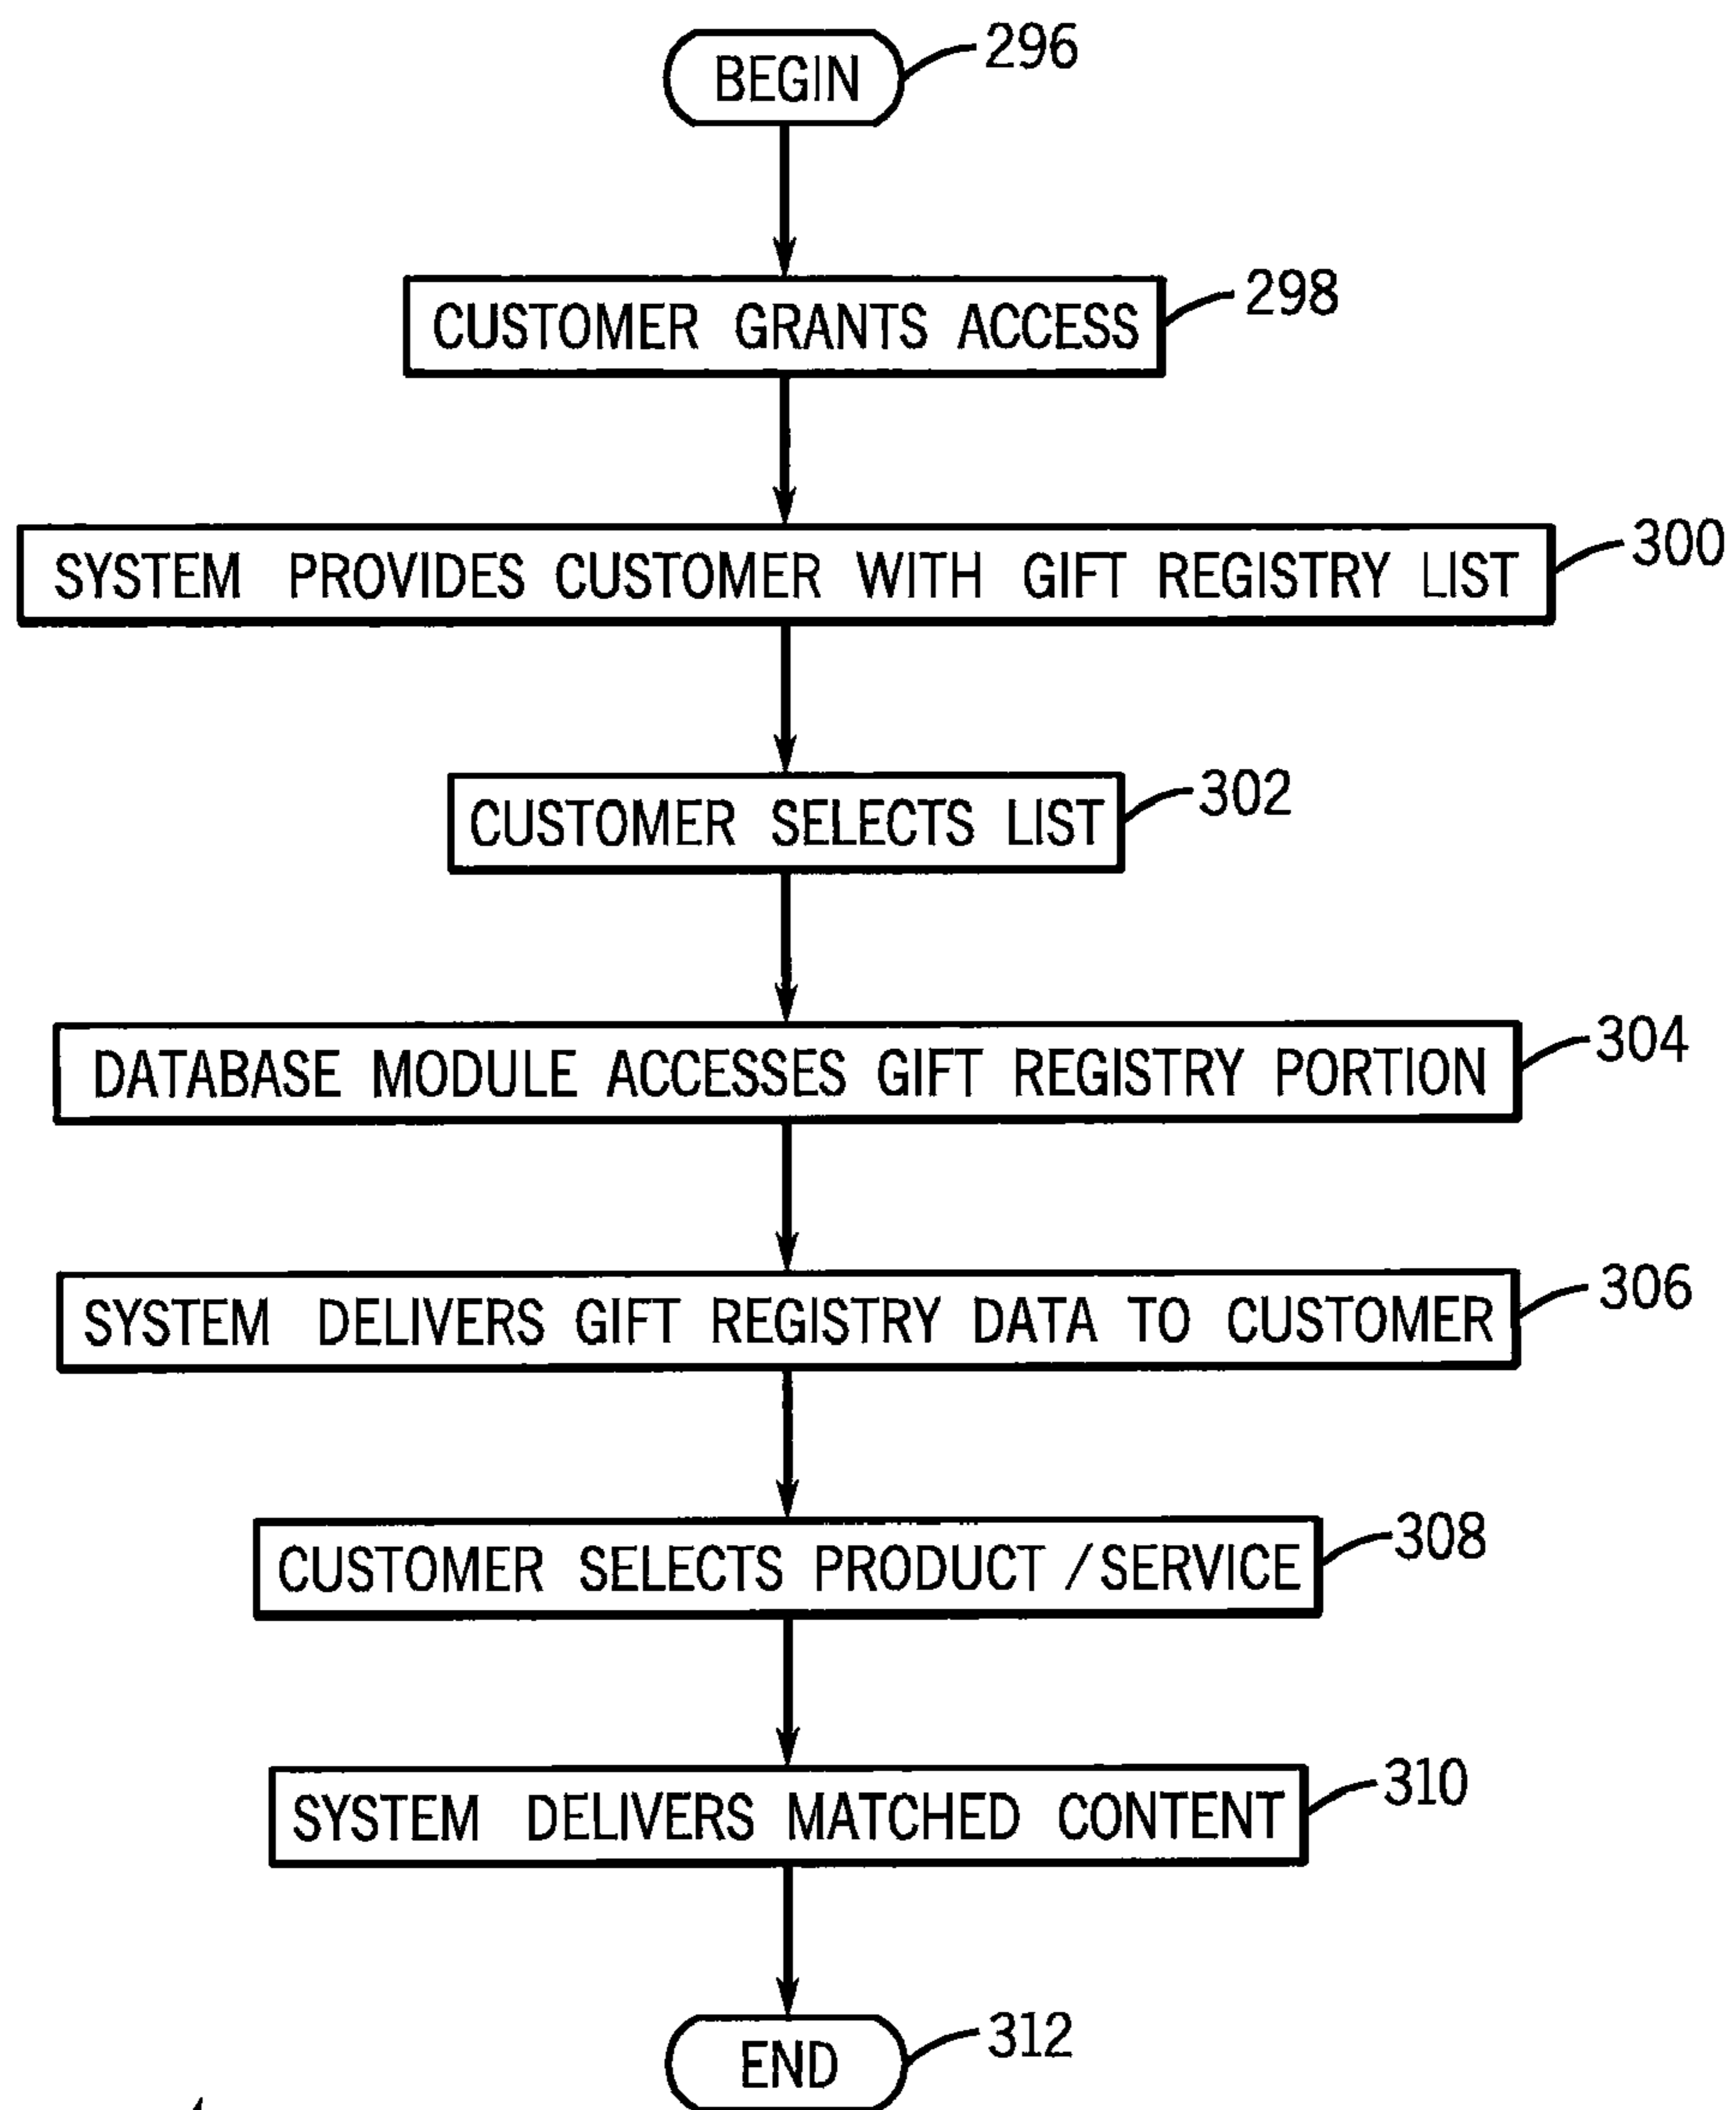 BEGIN
296
CUSTOMER GRANTS ACCESS
298
SYSTEM PROVIDES CUSTOMER WITH GIFT REGISTRY LIST
300
CUSTOMER SELECTS LIST
302
DATABASE MODULE ACCESSES GIFT REGISTRY PORTION
304
SYSTEM DELIVERS GIFT REGISTRY DATA TO CUSTOMER
306
CUSTOMER SELECTS PRODUCT / SERVICE
308
SYSTEM DELIVERS MATCHED CONTENT
310
END
312